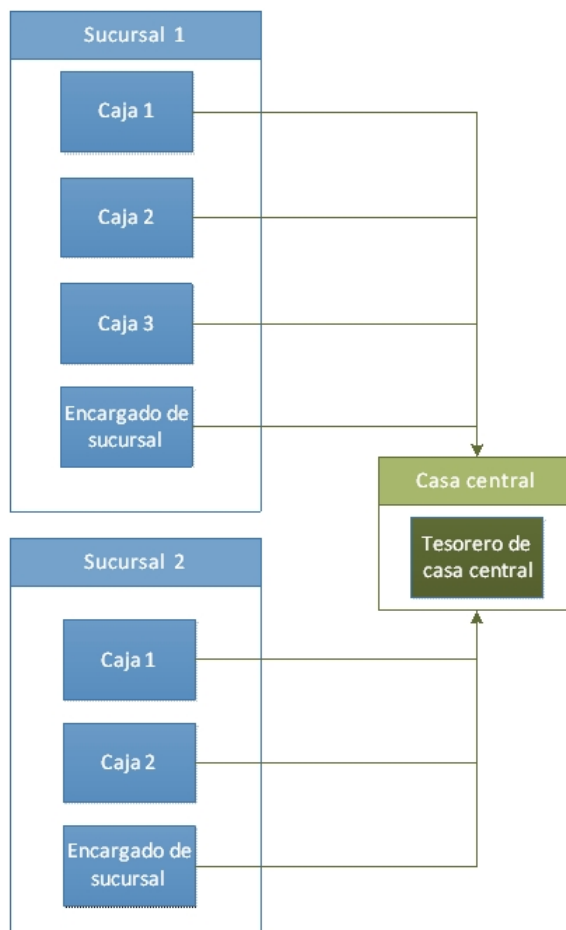 Sucursal 1
Caja 1
Caja 2
Caja 3
Encargado de
sucursal
Casa central
Tesorero de
casa central
Sucursal 2
Caja 1
Caja 2
Encargado de
sucursal